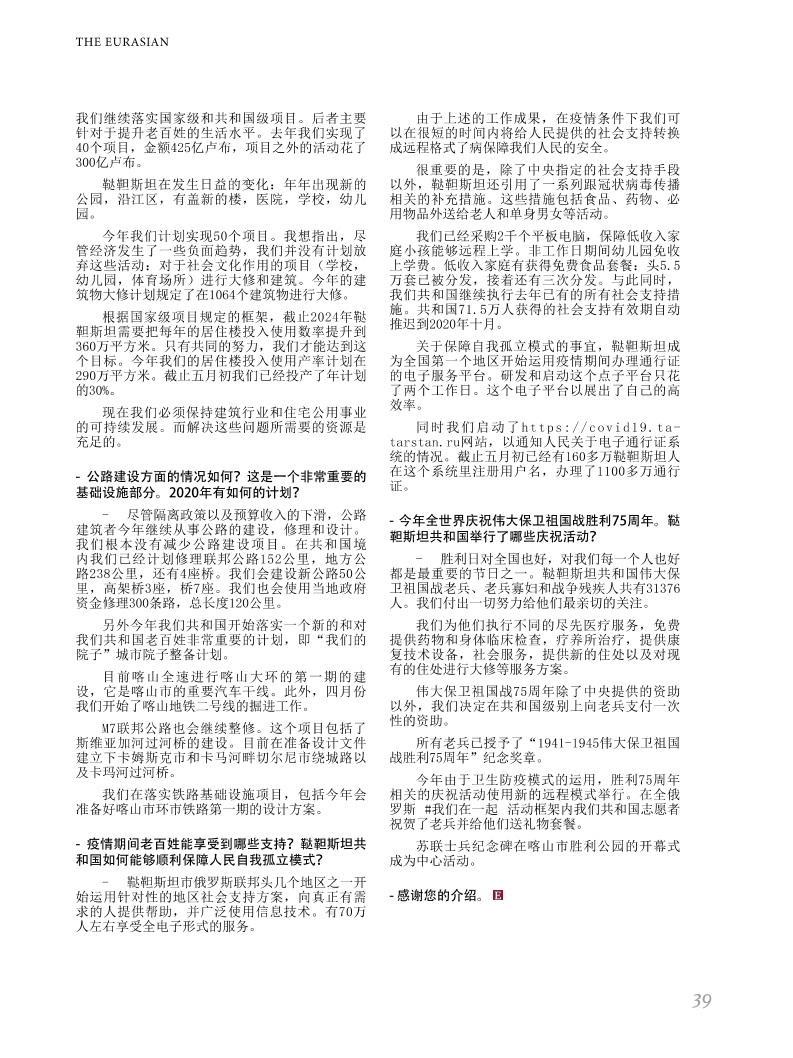 THE EURASIAN
我们继续落实国家级和共和国级项目。后者主要
针对于提升老百姓的生活水平。去年我们实现了
40个项目，金额425亿卢布，项目之外的活动花了
300亿卢布。
鞑靼斯坦在发生日益的变化：年年出现新的
公园，沿江区，有盖新的楼，医院，学校，幼儿
园。
今年我们计划实现50个项目。我想指出，尽
管经济发生了一些负面趋势，我们并没有计划放
弃这些活动：对于社会文化作用的项目（学校，
幼儿园，体育场所）进行大修和建筑。今年的建
筑物大修计划规定了在1064个建筑物进行大修。
根据国家级项目规定的框架，截止2024年鞑
靼斯坦需要把每年的居住楼投入使用数率提升到
360万平方米。只有共同的努力，我们才能达到这
个目标。今年我们的居住楼投入使用产率计划在
290万平方米。截止五月初我们已经投产了年计划
的30%。
现在我们必须保持建筑行业和住宅公用事业
的可持续发展。而解决这些问题所需要的资源是
充足的。
- 公路建设方面的情况如何？这是一个非常重要的
基础设施部分。2020年有如何的计划？
– 尽管隔离政策以及预算收入的下滑，公路
建筑者今年继续从事公路的建设，修理和设计。
我们根本没有减少公路建设项目。在共和国境
内我们已经计划修理联邦公路152公里，地方公
路238公里，还有4座桥。我们会建设新公路50公
里，高架桥3座，桥7座。我们也会使用当地政府
资金修理300条路，总长度120公里。
另外今年我们共和国开始落实一个新的和对
我们共和国老百姓非常重要的计划，即“我们的
院子”城市院子整备计划。
目前喀山全速进行喀山大环的第一期的建
设，它是喀山市的重要汽车干线。此外，四月份
我们开始了喀山地铁二号线的掘进工作。
M7联邦公路也会继续整修。这个项目包括了
斯维亚加河过河桥的建设。目前在准备设计文件
建立下卡姆斯克市和卡马河畔切尔尼市绕城路以
及卡玛河过河桥。
我们在落实铁路基础设施项目，包括今年会
准备好喀山市环市铁路第一期的设计方案。
- 疫情期间老百姓能享受到哪些支持？鞑靼斯坦共
和国如何能够顺利保障人民自我孤立模式？
– 鞑靼斯坦市俄罗斯联邦头几个地区之一开
始运用针对性的地区社会支持方案，向真正有需
求的人提供帮助，并广泛使用信息技术。有70万
人左右享受全电子形式的服务。
由于上述的工作成果，在疫情条件下我们可
以在很短的时间内将给人民提供的社会支持转换
成远程格式了病保障我们人民的安全。
很重要的是，除了中央指定的社会支持手段
以外，鞑靼斯坦还引用了一系列跟冠状病毒传播
相关的补充措施。这些措施包括食品、药物、必
用物品外送给老人和单身男女等活动。
我们已经采购2千个平板电脑，保障低收入家
庭小孩能够远程上学。非工作日期间幼儿园免收
上学费。低收入家庭有获得免费食品套餐：头5.5
万套已被分发，接着还有三次分发。与此同时，
我们共和国继续执行去年已有的所有社会支持措
施。共和国71.5万人获得的社会支持有效期自动
推迟到2020年十月。
关于保障自我孤立模式的事宜，鞑靼斯坦成
为全国第一个地区开始运用疫情期间办理通行证
的电子服务平台。研发和启动这个点子平台只花
了两个工作日。这个电子平台以展出了自己的高
效率。
同时我们启动了https://covid19.ta-
tarstan.ru网站，以通知人民关于电子通行证系
统的情况。截止五月初已经有160多万鞑靼斯坦人
在这个系统里注册用户名，办理了1100多万通行
证。
- 今年全世界庆祝伟大保卫祖国战胜利75周年。鞑
靼斯坦共和国举行了哪些庆祝活动？
– 胜利日对全国也好，对我们每一个人也好
都是最重要的节日之一。鞑靼斯坦共和国伟大保
卫祖国战老兵、老兵寡妇和战争残疾人共有31376
人。我们付出一切努力给他们最亲切的关注。
我们为他们执行不同的尽先医疗服务，免费
提供药物和身体临床检查，疗养所治疗，提供康
复技术设备，社会服务，提供新的住处以及对现
有的住处进行大修等服务方案。
伟大保卫祖国战75周年除了中央提供的资助
以外，我们决定在共和国级别上向老兵支付一次
性的资助。
所有老兵已授予了“1941-1945伟大保卫祖国
战胜利75周年”纪念奖章。
今年由于卫生防疫模式的运用，胜利75周年
相关的庆祝活动使用新的远程模式举行。在全俄
罗斯 #我们在一起 活动框架内我们共和国志愿者
祝贺了老兵并给他们送礼物套餐。
苏联士兵纪念碑在喀山市胜利公园的开幕式
成为中心活动。
- 感谢您的介绍。 E
39